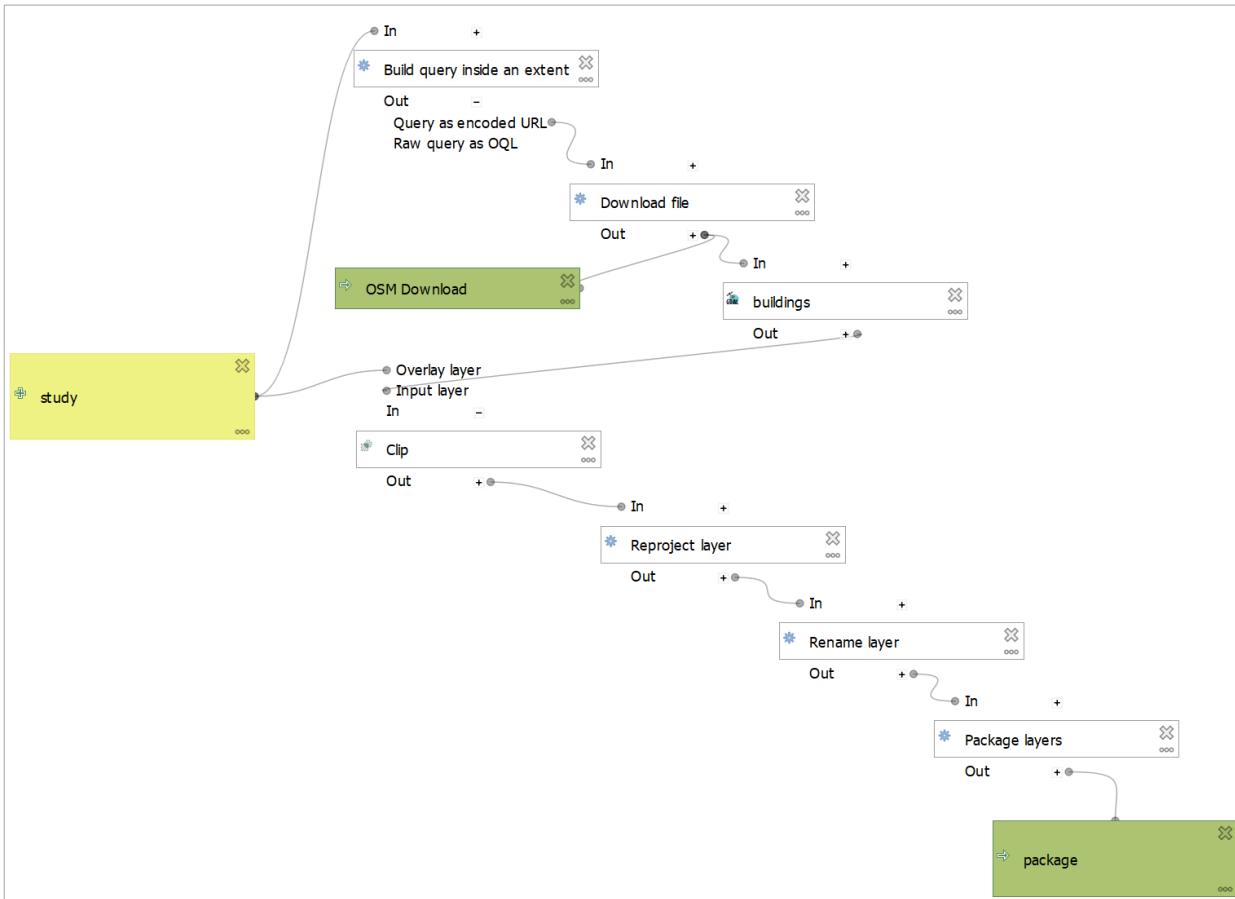 In
Build query inside an extent
Out
Query as encoded URL
Raw query as OQL
In
Download file
Out
OSM Download
In
buildings
Out
study
Overlay layer
Input layer
In
Clip
Out
In
Reproject layer
Out
In
Rename layer
Out
In
Package layers
Out
package